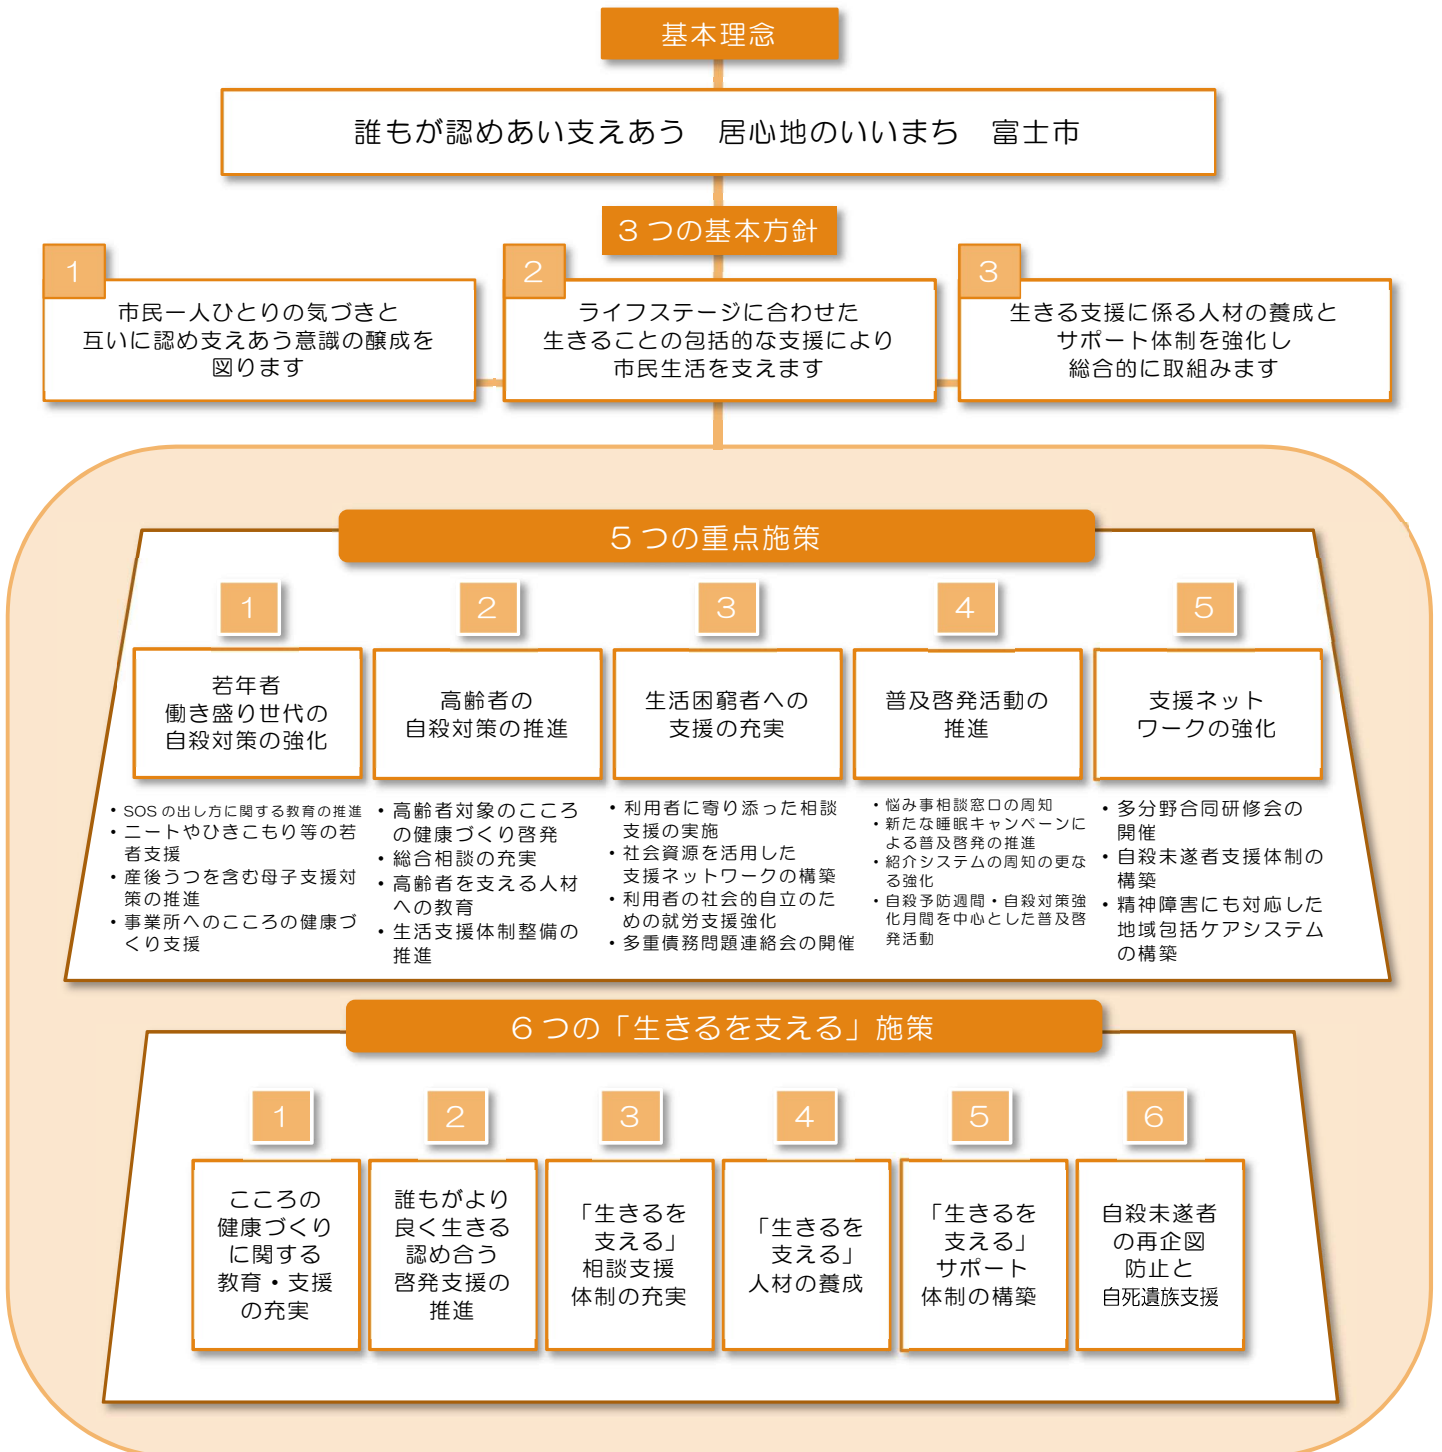 基本理念
誰もが認めあい支えあう　居心地のいいまち　富士市
3つの基本方針
1
市民一人ひとりの気づきと
互いに認め支えあう意識の醸成を
図ります
2
ライフステージに合わせた
生きることの包括的な支援により
市民生活を支えます
3
生きる支援に係る人材の養成と
サポート体制を強化し
総合的に取組みます
5つの重点施策
1
若年者
働き盛り世代の
自殺対策の強化
・SOSの出し方に関する教育の推進
・ニートやひきこもり等の若
者支援
・産後うつを含む母子支援対
策の推進
・事業所へのこころの健康づ
くり支援
2
高齢者の
自殺対策の推進
・高齢者対象のこころ
の健康づくり啓発
・総合相談の充実
・高齢者を支える人材
への教育
・生活支援体制整備の
推進
3
生活困窮者への
支援の充実
・利用者に寄り添った相談
支援の実施
・社会資源を活用した
支援ネットワークの構築
・利用者の社会的自立のた
めの就労支援強化
・多重債務問題連絡会の開催
4
普及啓発活動の
推進
・悩み事相談窓口の周知
・新たな睡眠キャンペーンに
よる普及啓発の推進
・紹介システムの周知の更な
る強化
・自殺予防週間・自殺対策強
化月間を中心とした普及啓
発活動
5
支援ネット
ワークの強化
・多分野合同研修会の
開催
・自殺未遂者支援体制の
構築
・精神障害にも対応した
地域包括ケアシステム
の構築
6つの「生きるを支える」施策
1
こころの
健康づくり
に関する
教育・支援
の充実
2
誰もがより
良く生きる
認め合う
啓発支援の
推進
3
「生きるを
支える」
相談支援
体制の充実
4
「生きるを
支える」
人材の養成
5
「生きるを
支える」
サポート
体制の構築
6
自殺未遂者
の再企図
防止と
自死遺族支援